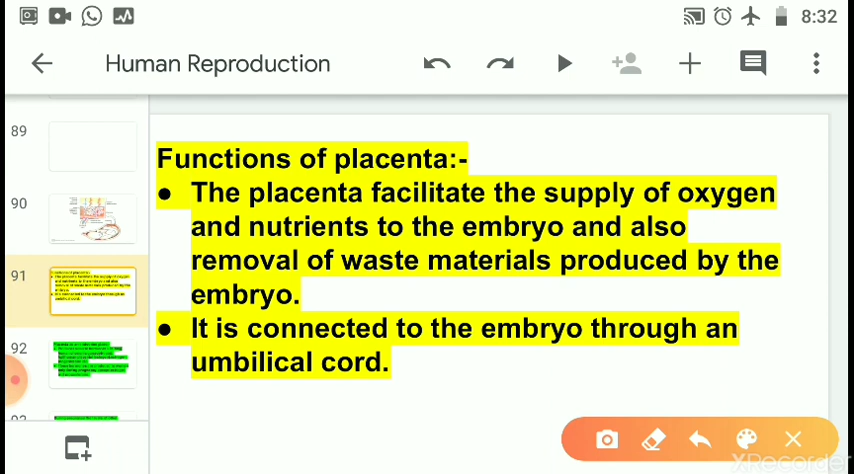 8:32
Human Reproduction
89
Functions of placenta:-
● The placenta facilitate the supply of oxygen
90
and nutrients to the embryo and also
removal of waste materials produced by the
91
embryo.
● It is connected to the embryo through an
92
umbilical cord.
XRecorder